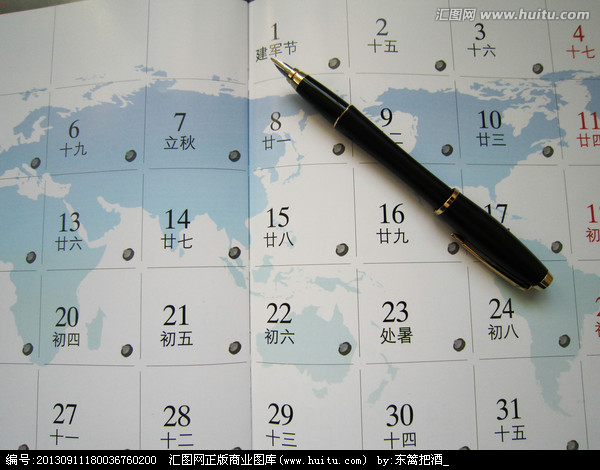 汇图网 www.huitu.com
1 2 3 4
建军节 十五 十六 十七
6 7 8 9 10 11
十九 立秋 廿一 二 廿三 廿四
13 14 15 16 17 18
廿六 廿七 廿八 廿九 初
20 21 22 23 24
初四 初五 初六 处暑 初八 初
27 28 29 30 31
十一 十二 十三 十四 十五
编号:20130911180036760200 汇图网正版商业图库(www.huitu.com) by:东篱把酒_